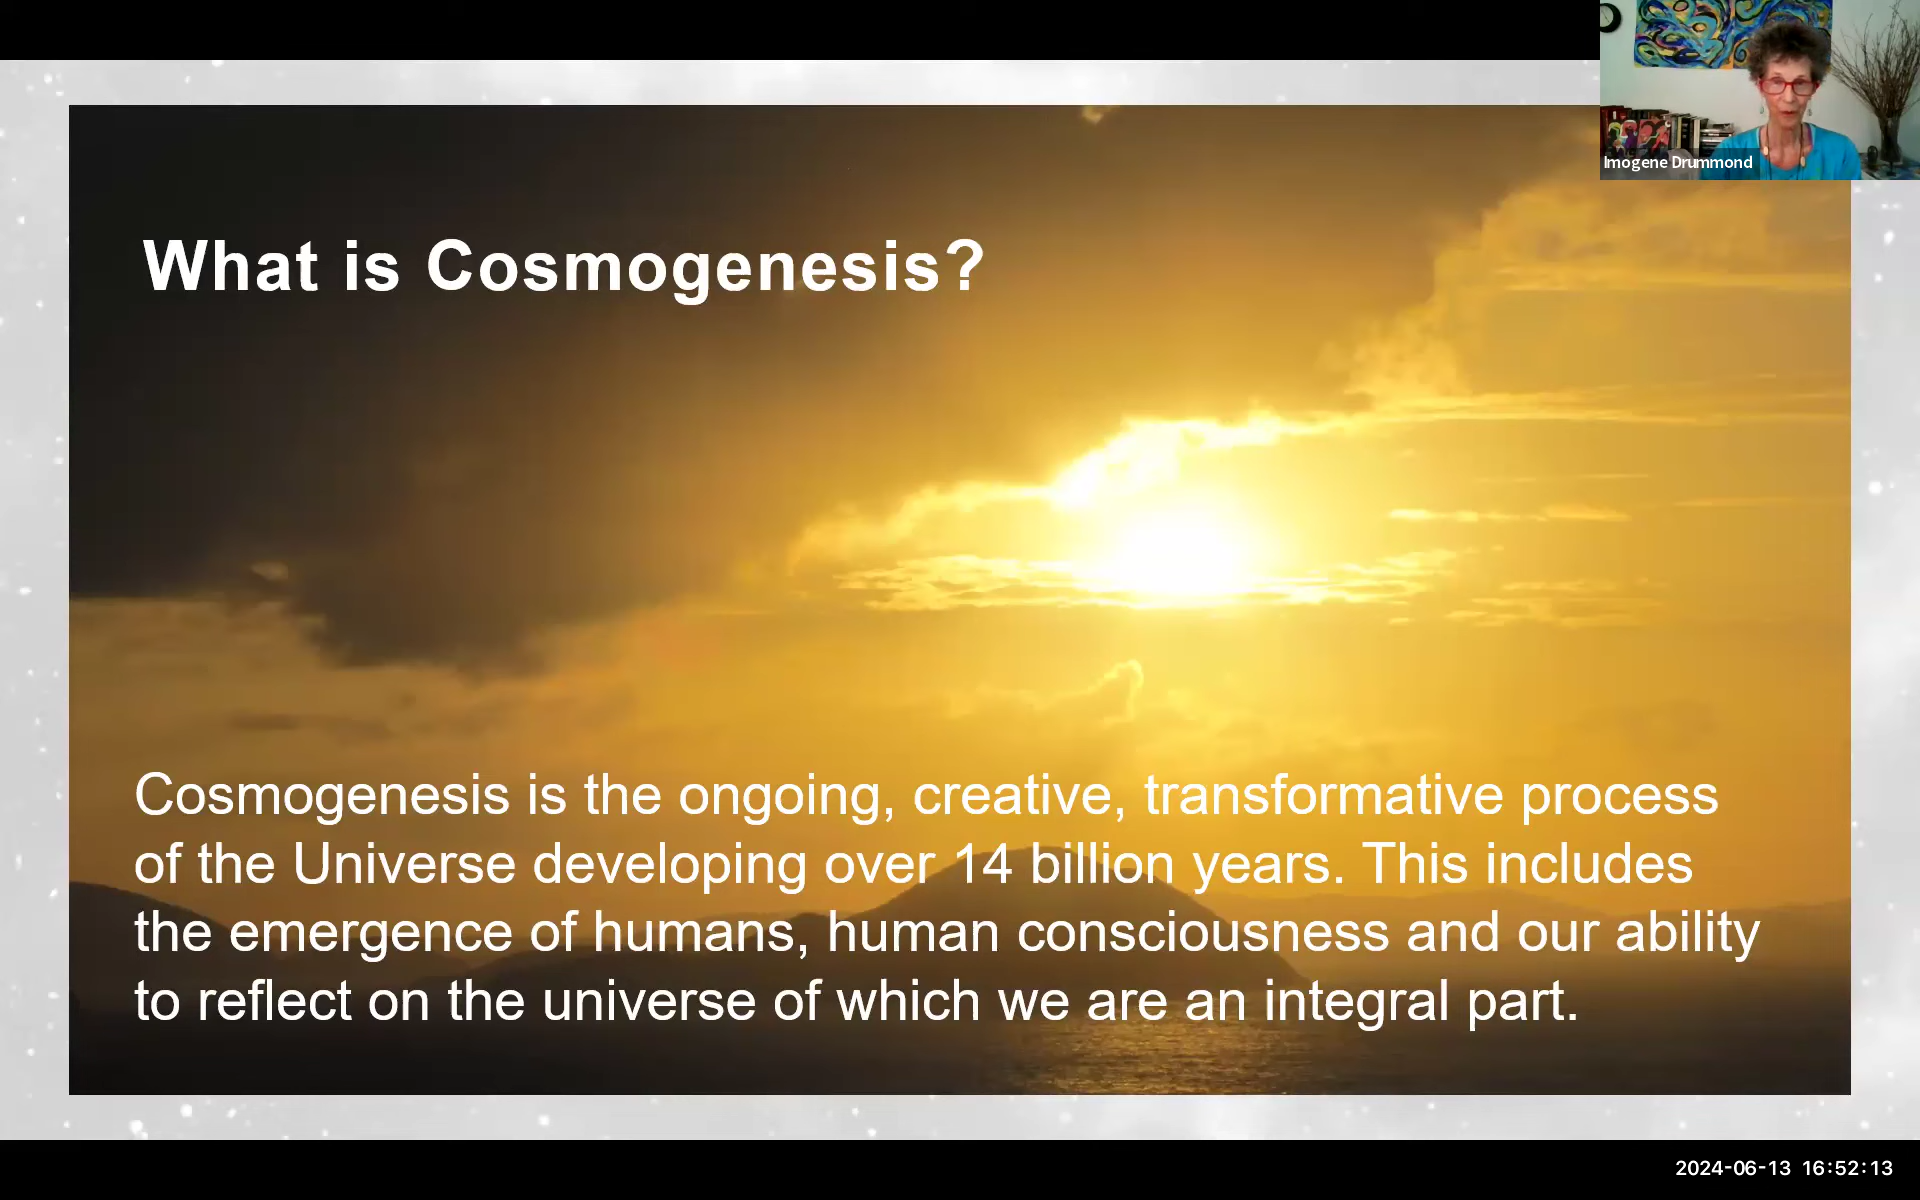 Imogene Drummond
What is Cosmogenesis?
Cosmogenesis is the ongoing, creative, transformative process
of the Universe developing over 14 billion years. This includes
the emergence of humans, human consciousness and our ability
to reflect on the universe of which we are an integral part.
2024-06-13 16:52:13